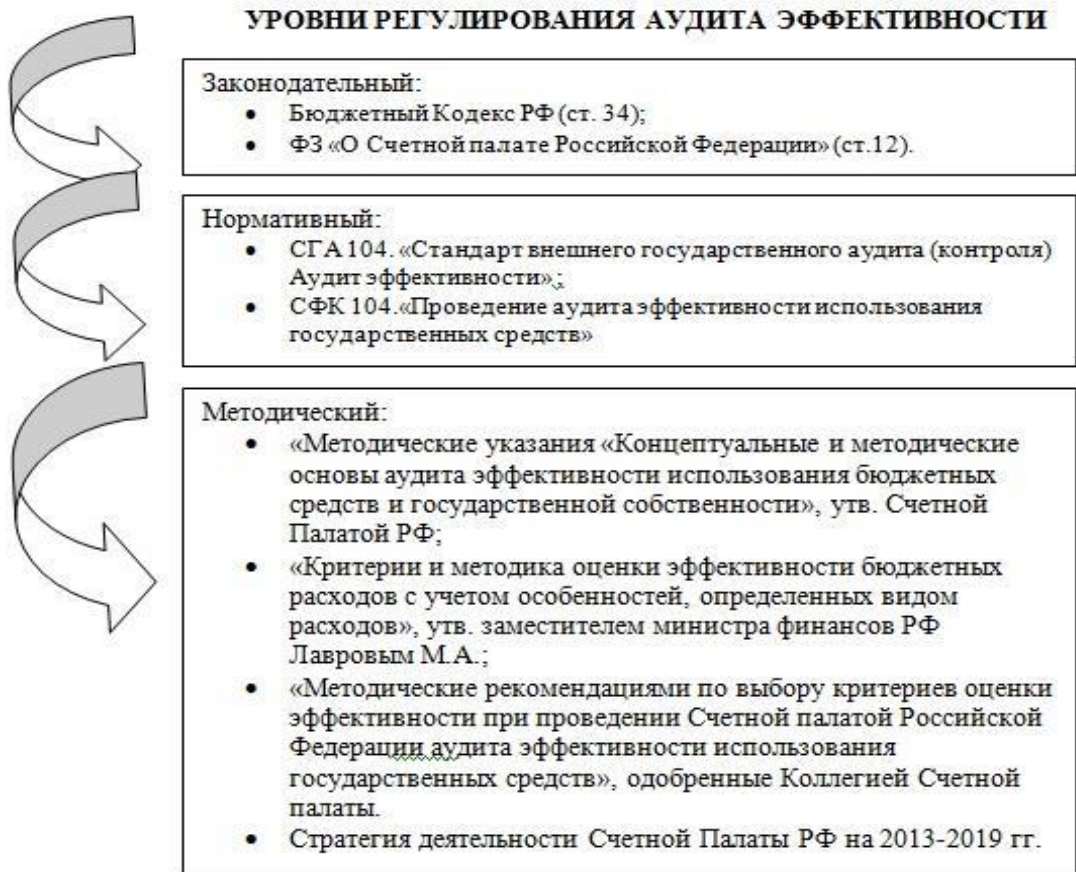 УРОВНИ РЕГУЛИРОВАНИЯ АУДИТА ЭФФЕКТИВНОСТИ
Законодательный:
• Бюджетный Кодекс РФ (ст. 34);
• ФЗ «О Счетной палате Российской Федерации» (ст.12).
Нормативный:
• СГА 104. «Стандарт внешнего государственного аудита (контроля)
Аудит эффективности».;
• СФК 104.«Проведение аудита эффективности использования
государственных средств»
Методический:
• «Методические указания «Концептуальные и методические
основы аудита эффективности использования бюджетных
средств и государственной собственности», утв. Счетной
Палатой РФ;
• «Критерии и методика оценки эффективности бюджетных
расходов с учетом особенностей, определенных видом
расходов», утв. заместителем министра финансов РФ
Лавровым М.А.;
• «Методические рекомендациями по выбору критериев оценки
эффективности при проведении Счетной палатой Российской
Федерации аудита эффективности использования
государственных средств», одобренные Коллегией Счетной
палаты.
• Стратегия деятельности Счетной Палаты РФ на 2013-2019 гг.